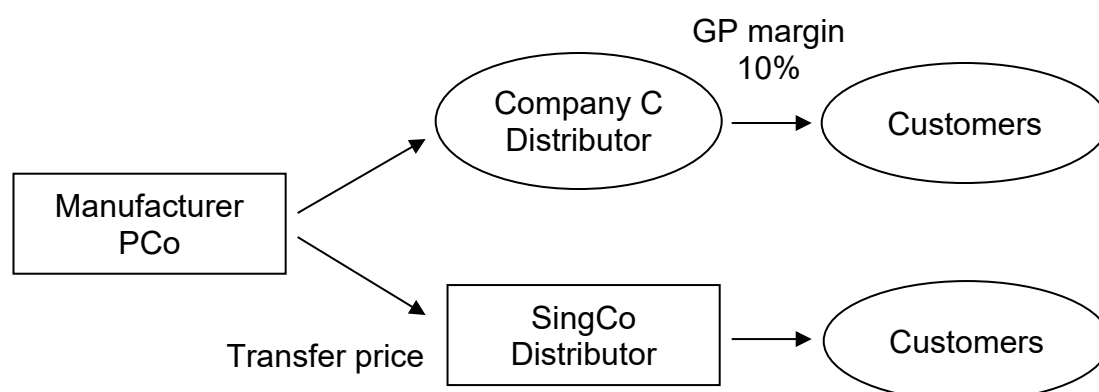 GP margin
10%
Company C
Distributor
Customers
Manufacturer
PCo
SingCo
Distributor
Customers
Transfer price